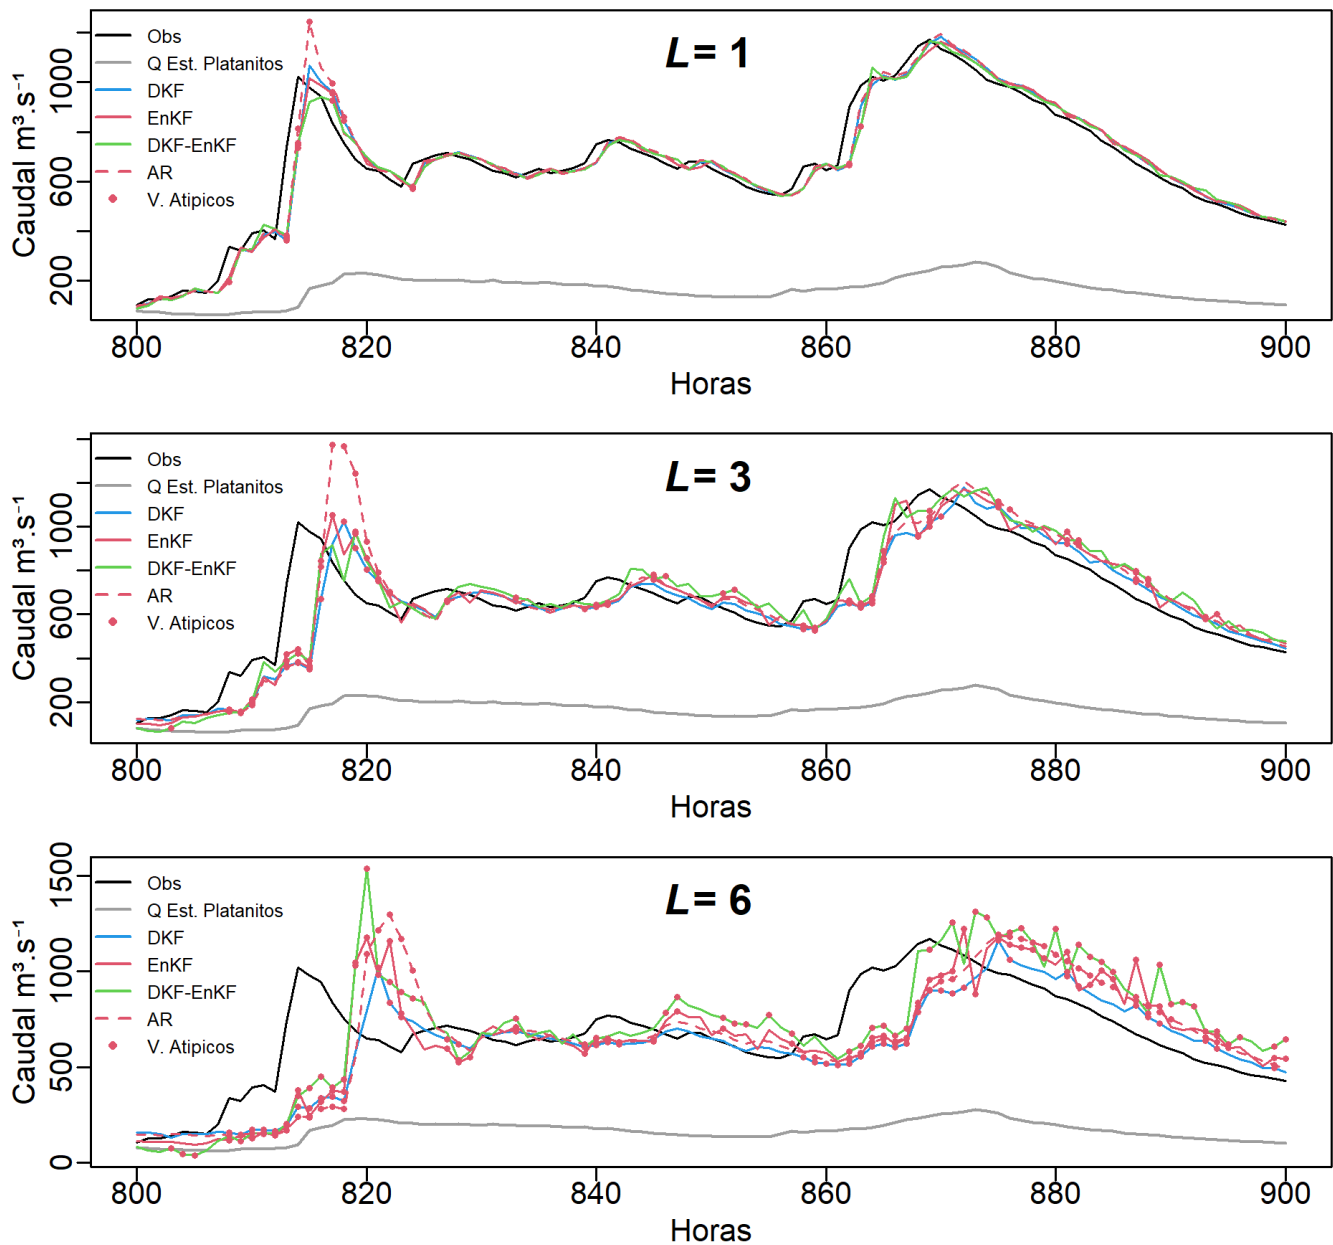 L= 1
Obs
Q Est. Platanitos
DKF
EnKF
DKF-EnKF
AR
V. Atipicos
Caudal m³.s⁻¹
200
600
1000
800
820
840
860
880
900
Horas
L= 3
Obs
Q Est. Platanitos
DKF
EnKF
DKF-EnKF
AR
V. Atipicos
Caudal m³.s⁻¹
200
600
1000
800
820
840
860
880
900
Horas
L= 6
Obs
Q Est. Platanitos
DKF
EnKF
DKF-EnKF
AR
V. Atipicos
Caudal m³.s⁻¹
0
500
1000
1500
800
820
840
860
880
900
Horas